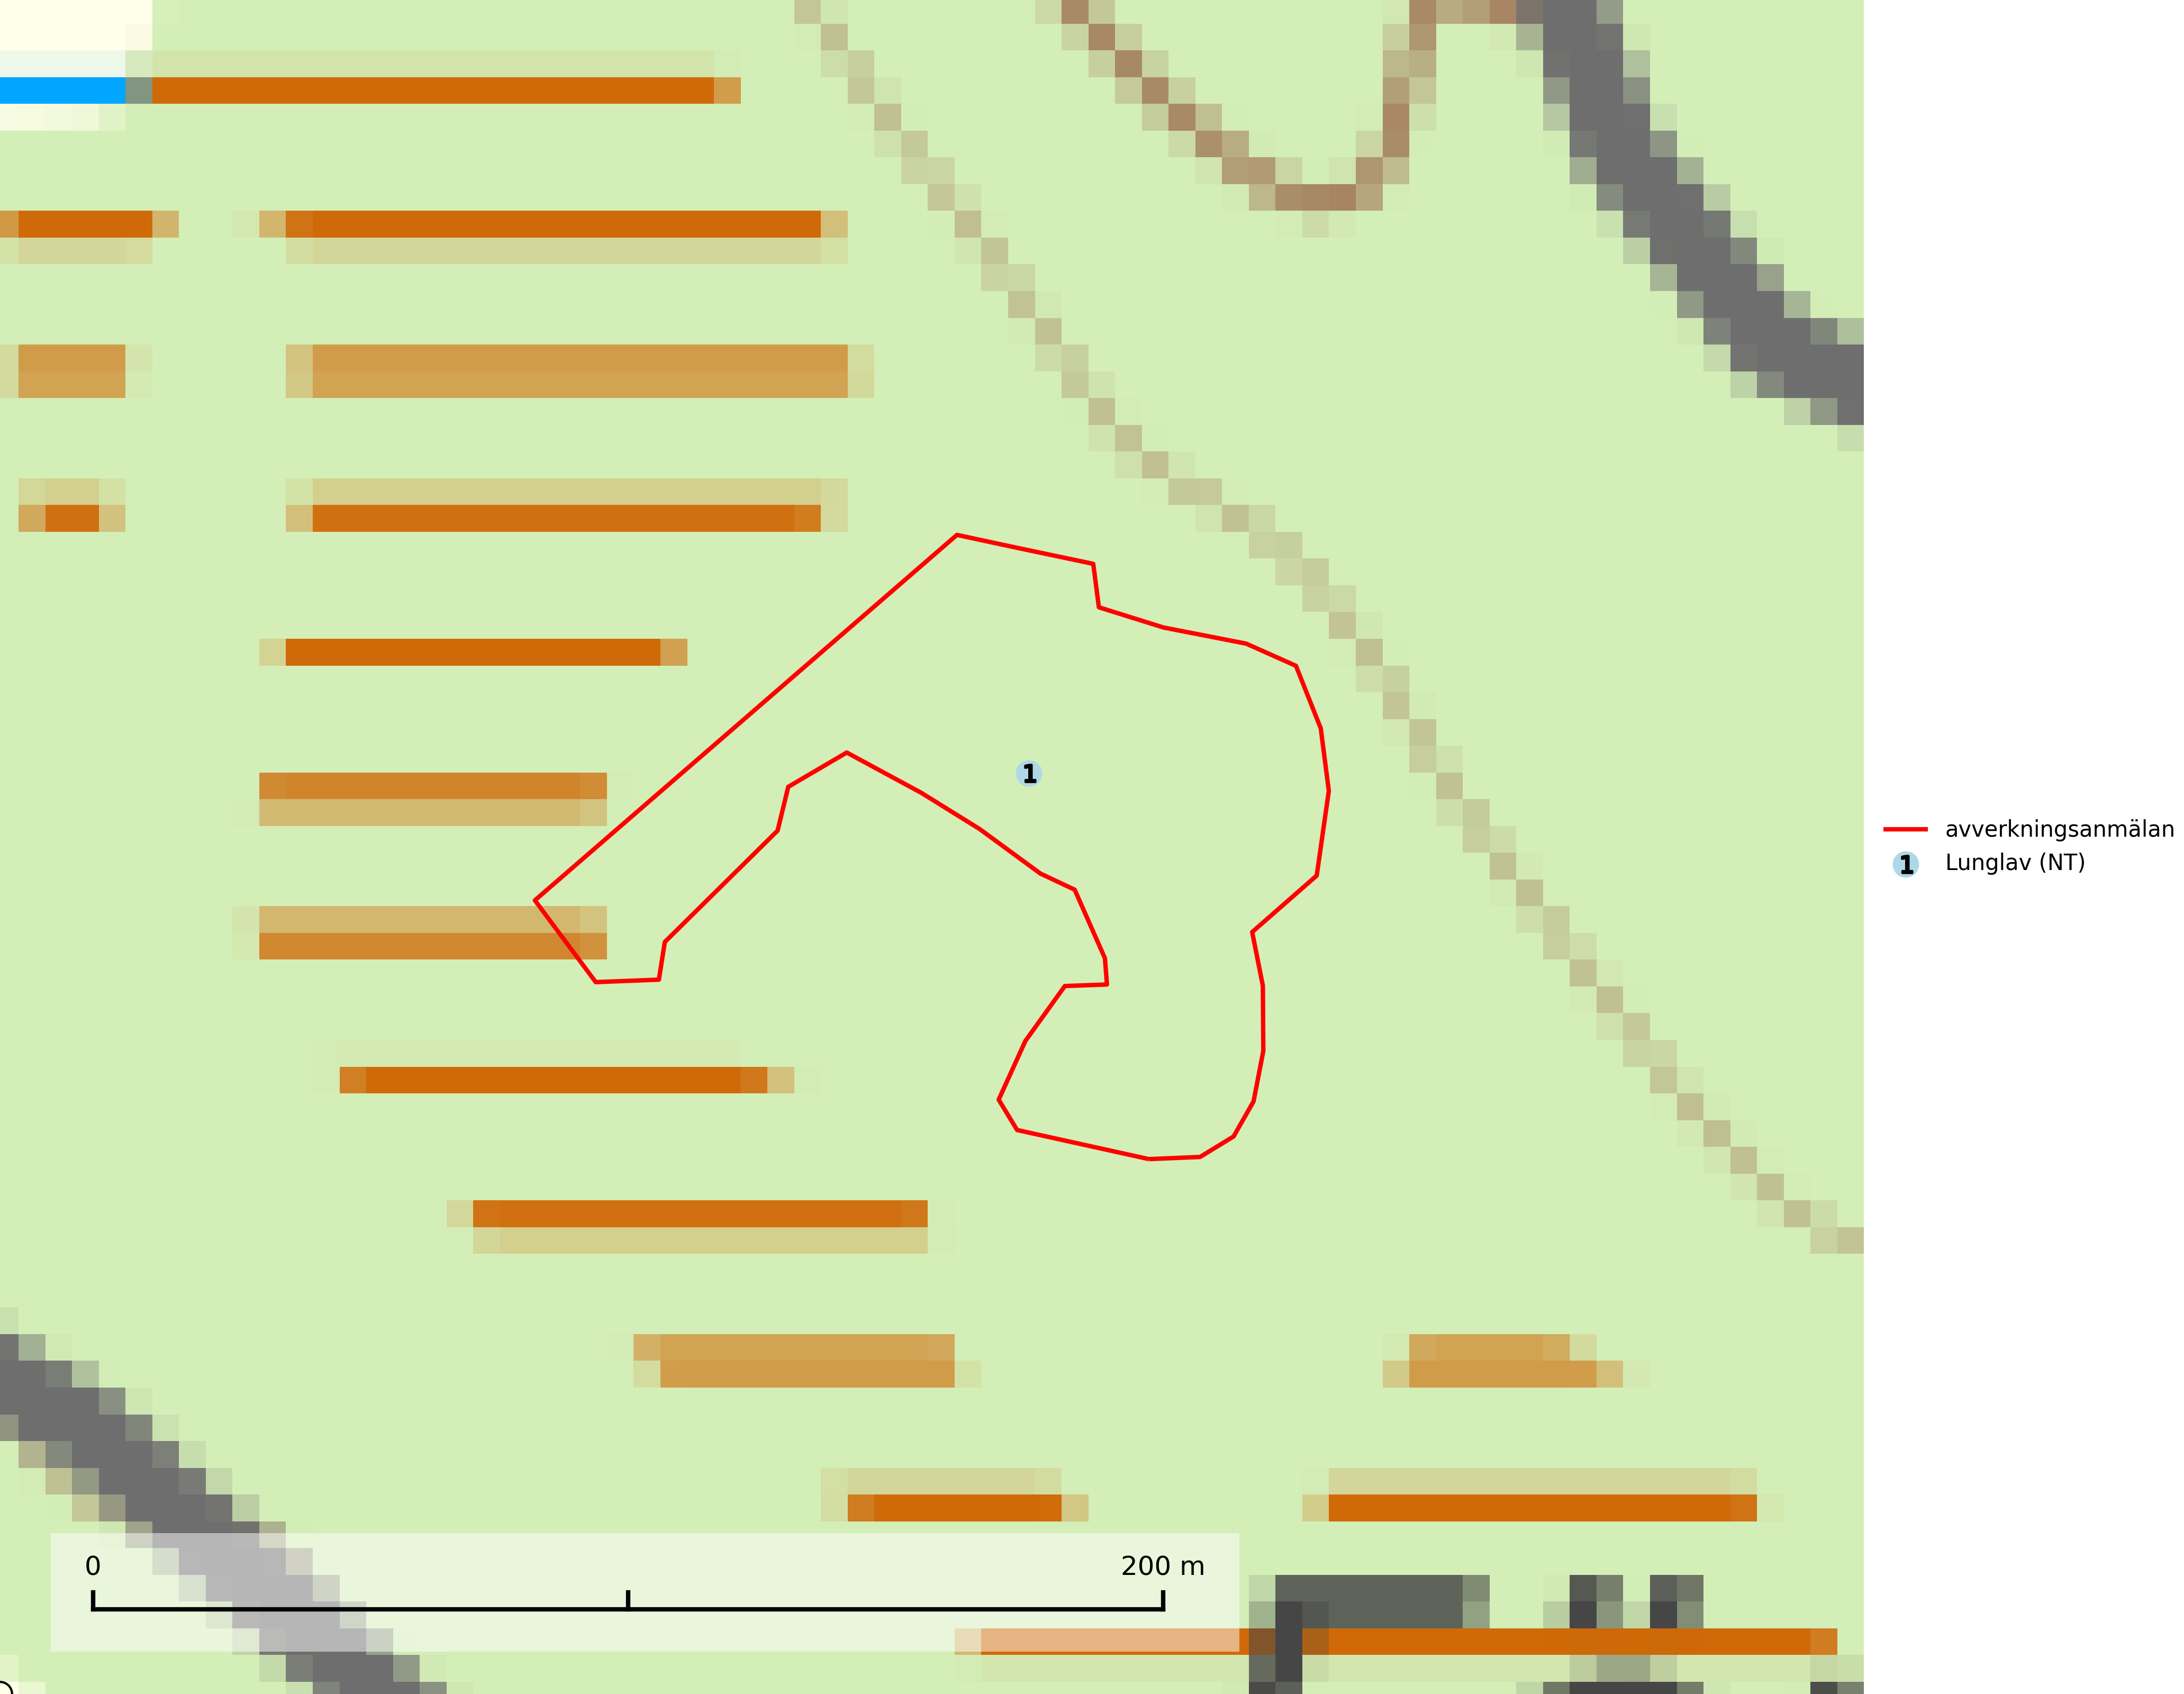 1
avverkningsanmälan
1 Lunglav (NT)
0 200 m